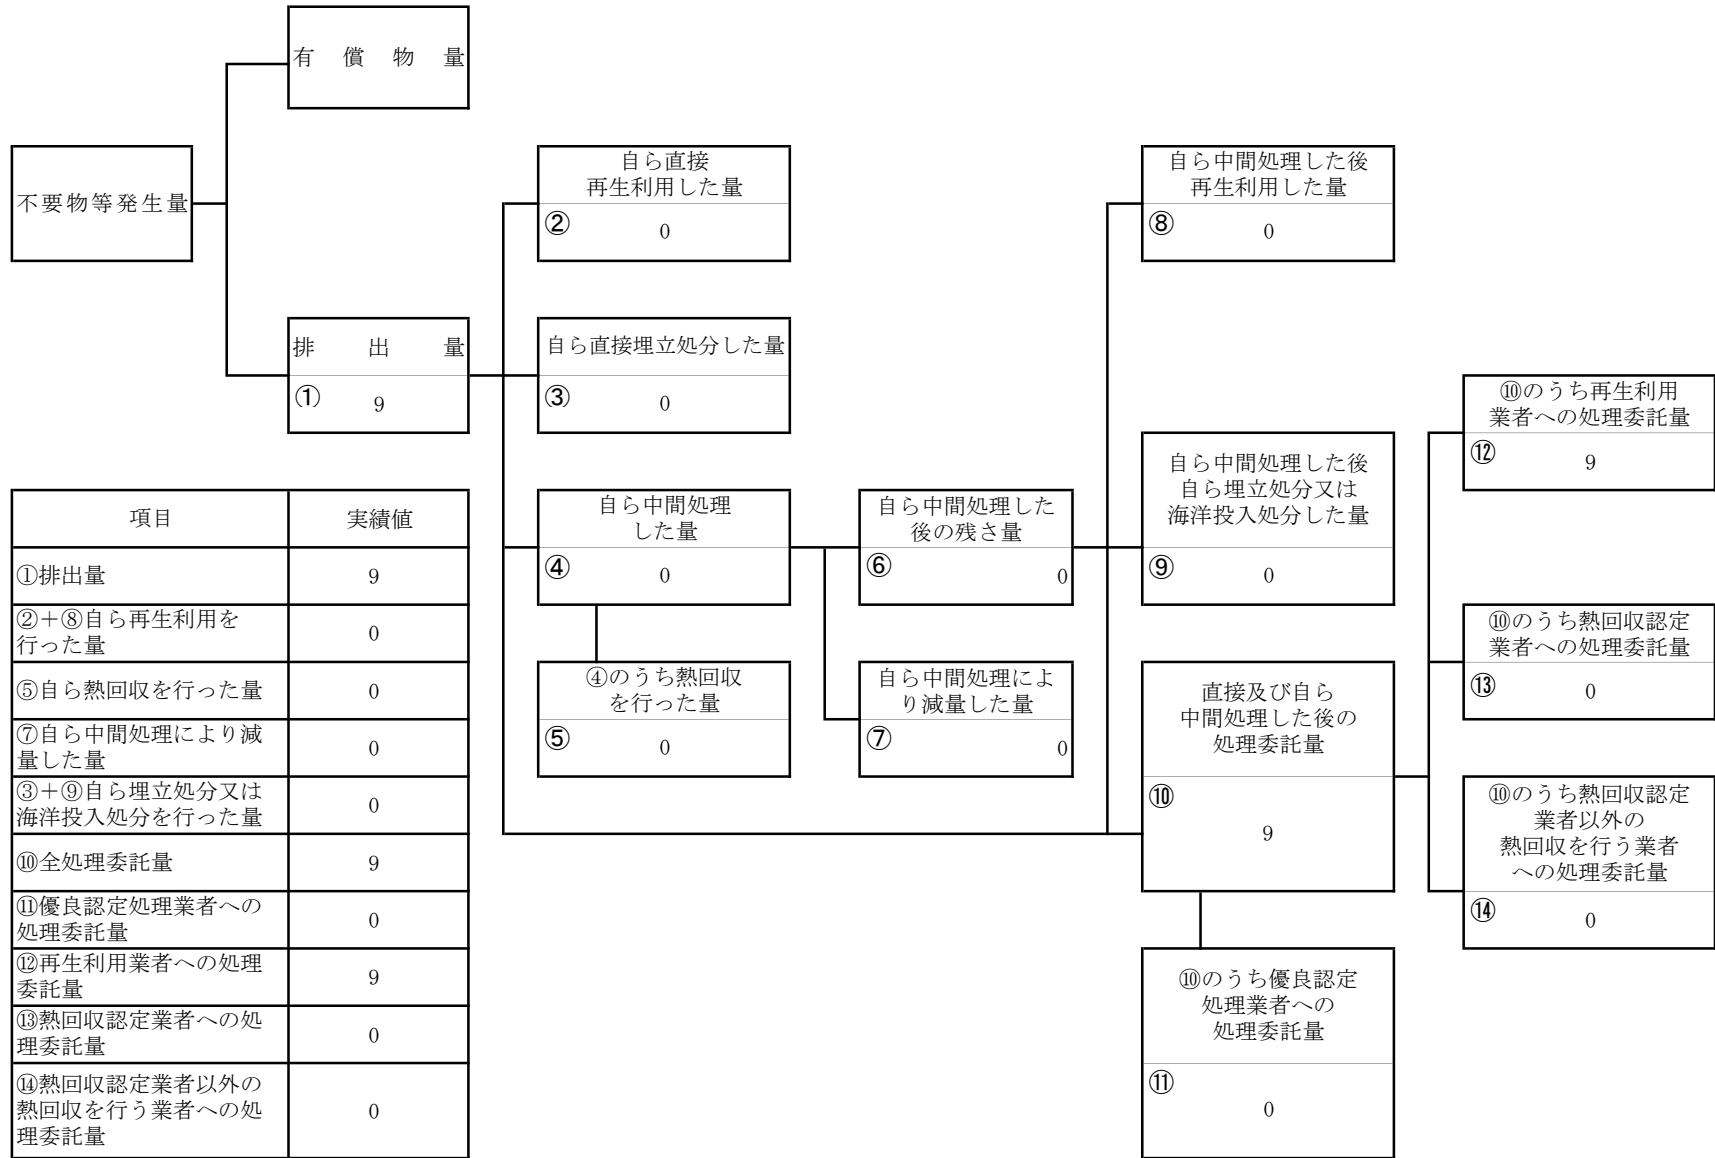 有償物量
不要物等発生量
排出量
① 9
自ら直接
再生利用した量
② 0
自ら直接埋立処分した量
③ 0
自ら中間処理
した量
④ 0
④のうち熱回収
を行った量
⑤ 0
自ら中間処理した
後の残さ量
⑥ 0
自ら中間処理によ
り減量した量
⑦ 0
自ら中間処理した後
再生利用した量
⑧ 0
自ら中間処理した後
自ら埋立処分又は
海洋投入処分した量
⑨ 0
直接及び自ら
中間処理した後の
処理委託量
⑩
9
⑩のうち優良認定
処理業者への
処理委託量
⑪
0
⑩のうち再生利用
業者への処理委託量
⑫ 9
⑩のうち熱回収認定
業者への処理委託量
⑬ 0
⑩のうち熱回収認定
業者以外の
熱回収を行う業者
への処理委託量
⑭ 0
項目 実績値
①排出量 9
②+⑧自ら再生利用を
行った量 0
⑤自ら熱回収を行った量 0
⑦自ら中間処理により減
量した量 0
③+⑨自ら埋立処分又は
海洋投入処分を行った量 0
⑩全処理委託量 9
⑪優良認定処理業者への
処理委託量 0
⑫再生利用業者への処理
委託量 9
⑬熱回収認定業者への処
理委託量 0
⑭熱回収認定業者以外の
熱回収を行う業者への処
理委託量 0